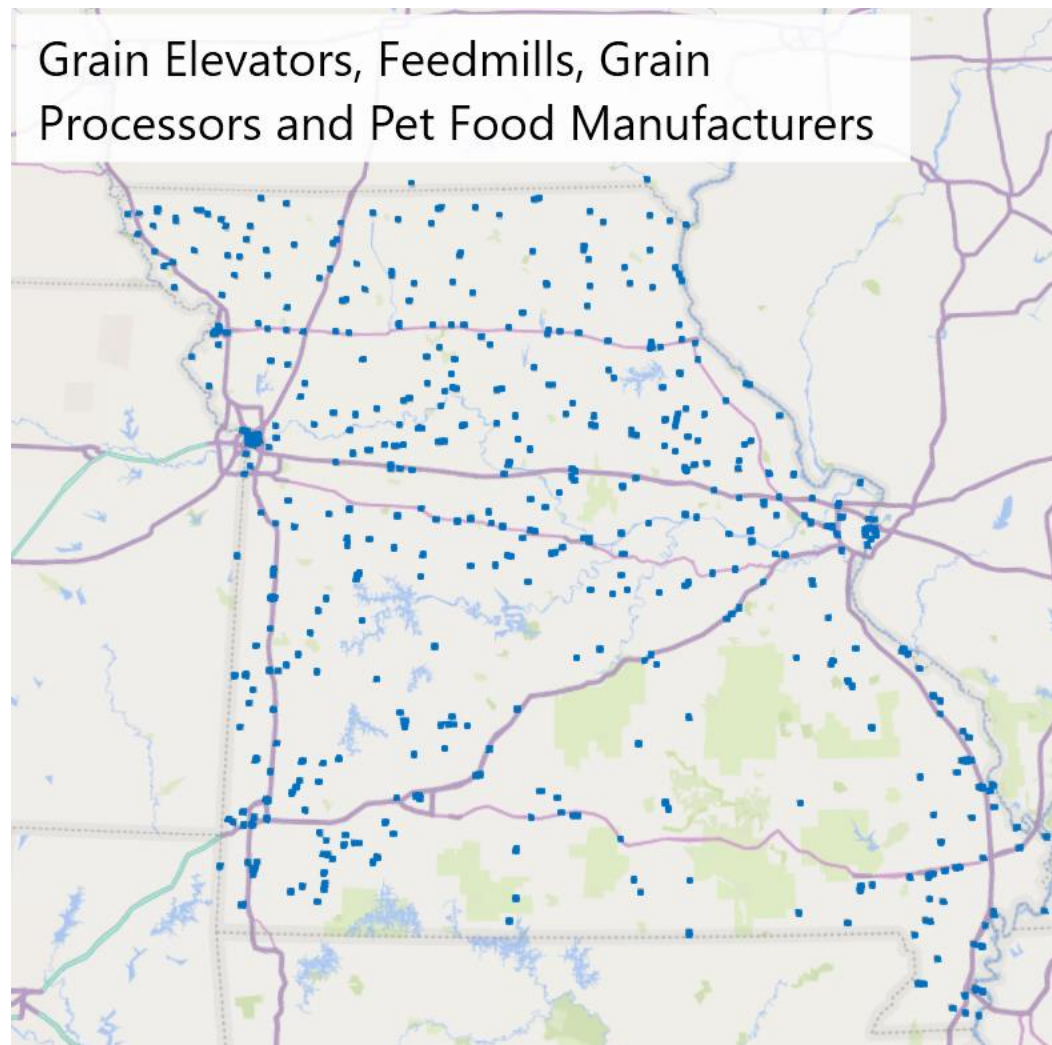 Grain Elevators, Feedmills, Grain
Processors and Pet Food Manufacturers